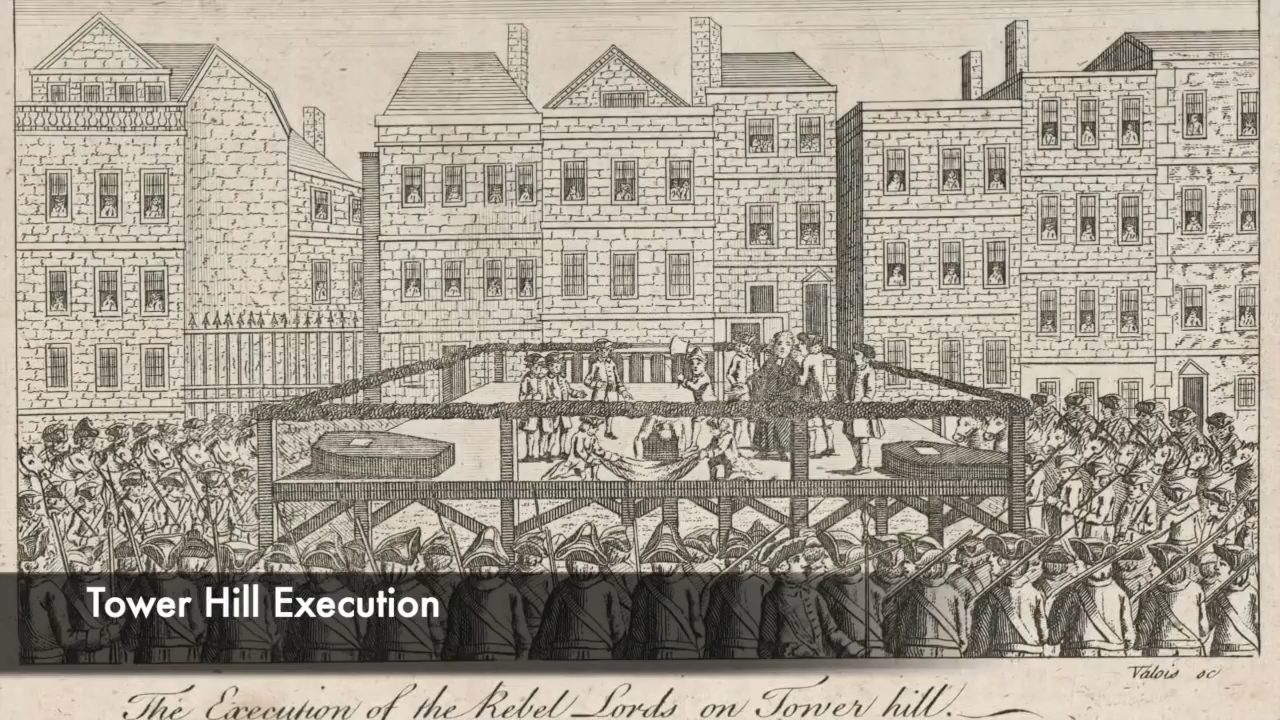 Tower Hill Execution
Valois sc
The Execution of the Rebel Lords on Tower hill.